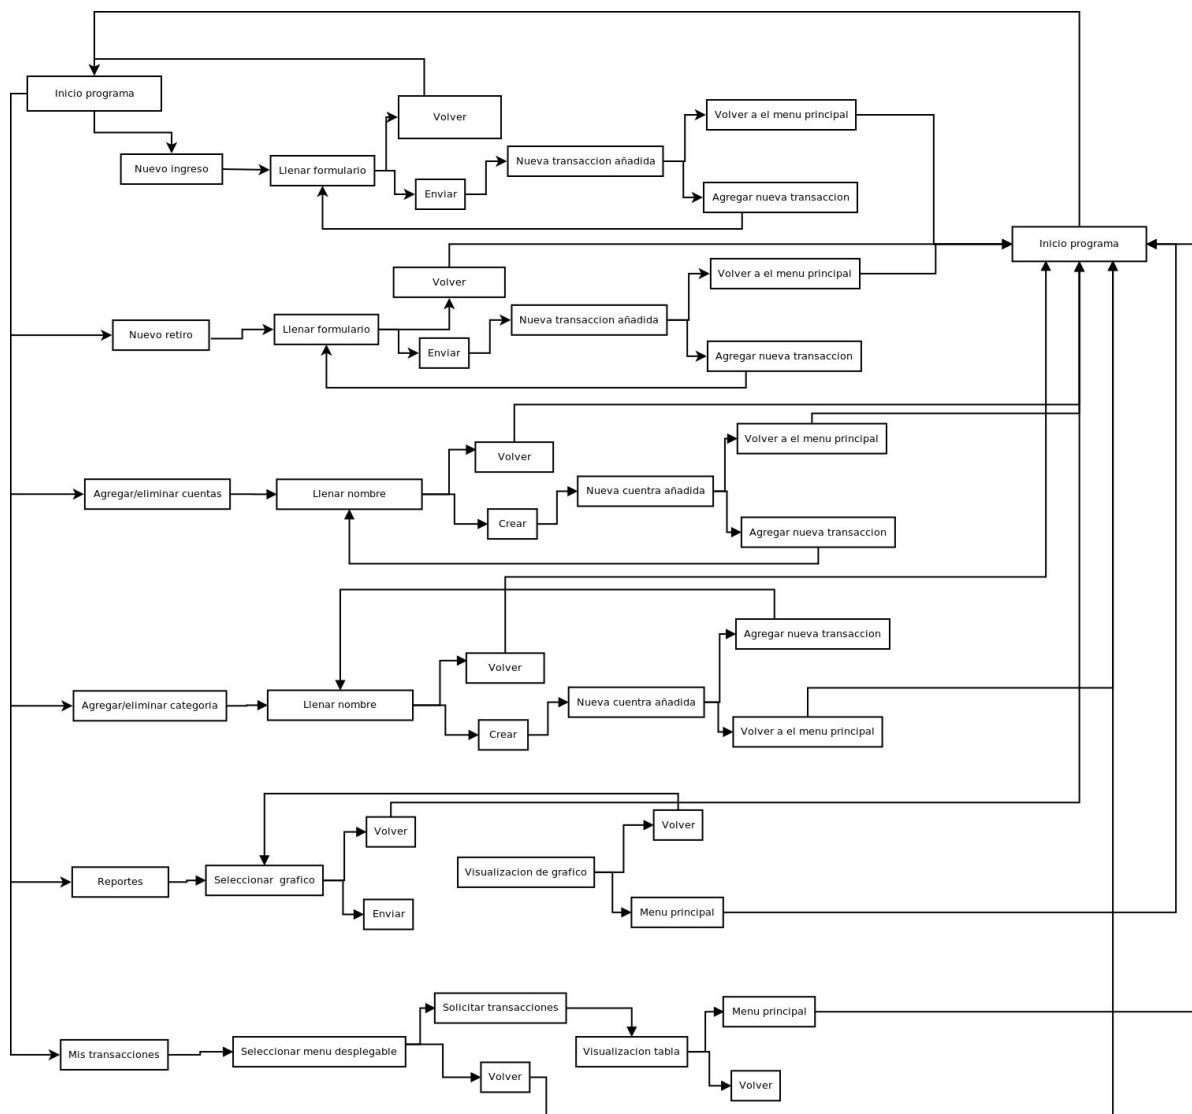 Inicio programa
Volver
Volver a el menu principal
Nuevo ingreso
Llenar formulario
Nueva transaccion añadida
Enviar
Agregar nueva transaccion
Inicio programa
Volver
Volver a el menu principal
Nuevo retiro
Llenar formulario
Nueva transaccion añadida
Enviar
Agregar nueva transaccion
Volver
Volver a el menu principal
Agregar/eliminar cuentas
Llenar nombre
Nueva cuentra añadida
Crear
Agregar nueva transaccion
Agregar nueva transaccion
Volver
Agregar/eliminar categoria
Llenar nombre
Nueva cuentra añadida
Crear
Volver a el menu principal
Volver
Volver
Reportes
Seleccionar grafico
Visualizacion de grafico
Enviar
Menu principal
Solicitar transacciones
Menu principal
Mis transacciones
Seleccionar menu desplegable
Visualizacion tabla
Volver
Volver